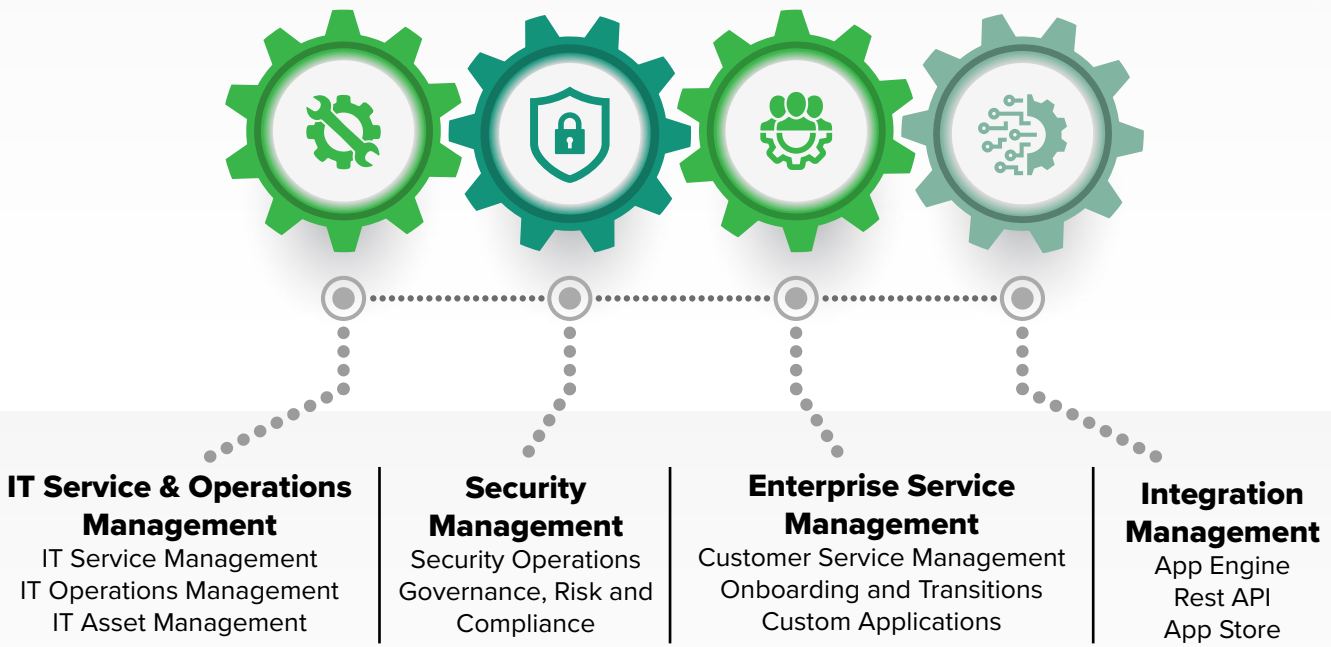 IT Service & Operations
Management
IT Service Management
IT Operations Management
IT Asset Management
Security
Management
Security Operations
Governance, Risk and
Compliance
Enterprise Service
Management
Customer Service Management
Onboarding and Transitions
Custom Applications
Integration
Management
App Engine
Rest API
App Store